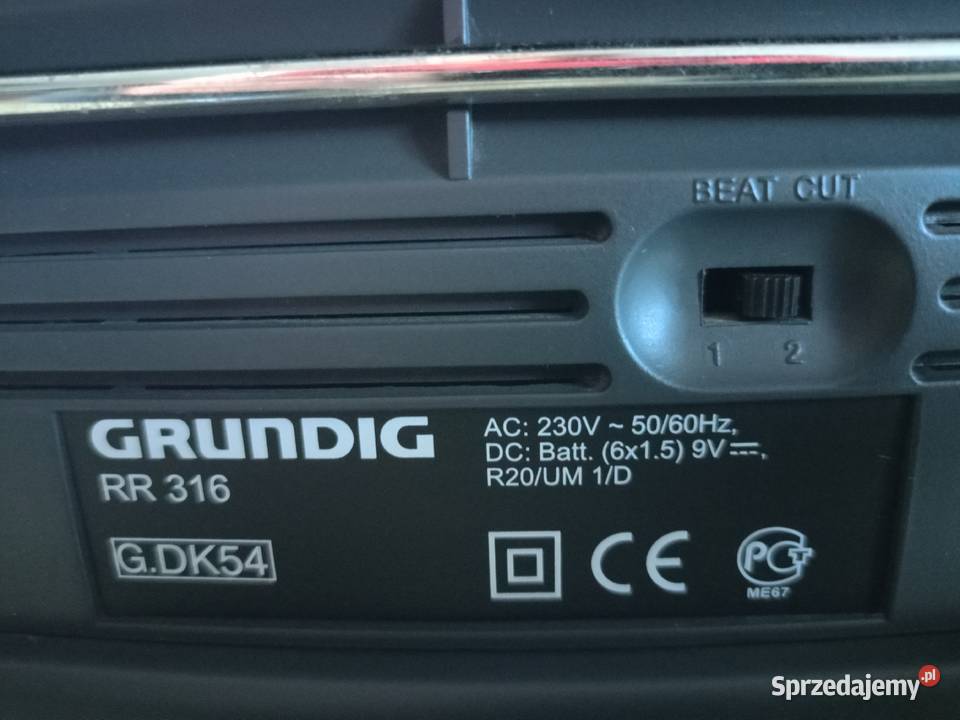 BEAT CUT
1 2
GRUNDIG
RR 316
G.DK54
AC: 230V ~ 50/60Hz,
DC: Batt. (6x1.5) 9V⎓,
R20/UM 1/D
CE
PCT
ME67
Sprzedajemy.pl